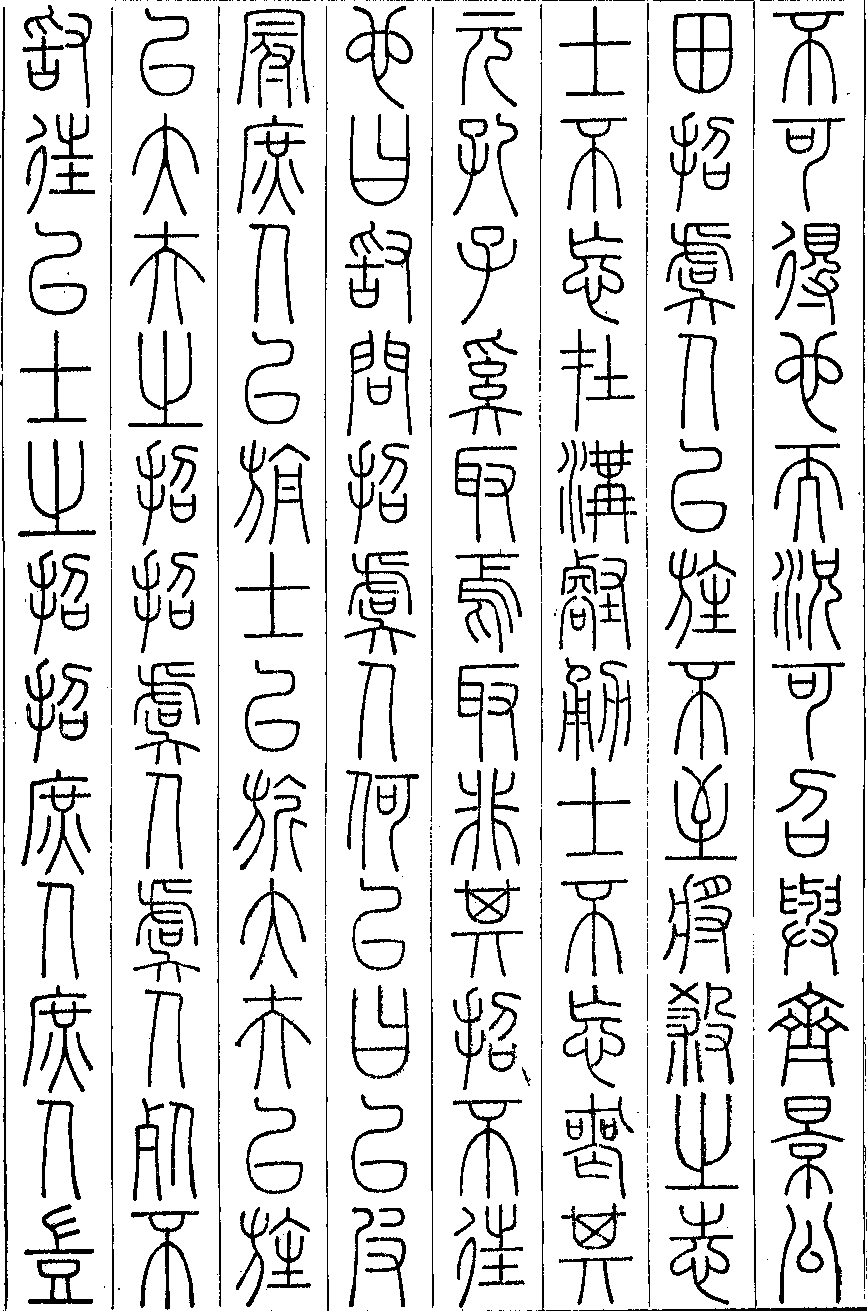 不可得也而況可召與齊景公
田招虞人以旌不至將殺之志
士不忘在溝壑勇士不忘喪其
元孔子奚取焉取非其招不往
也曰敢問招虞人何以曰以皮
冠庶人以旃士以旂大夫以旌
以大夫之招招虞人虞人死不
敢往以士之招招庶人庶人豈